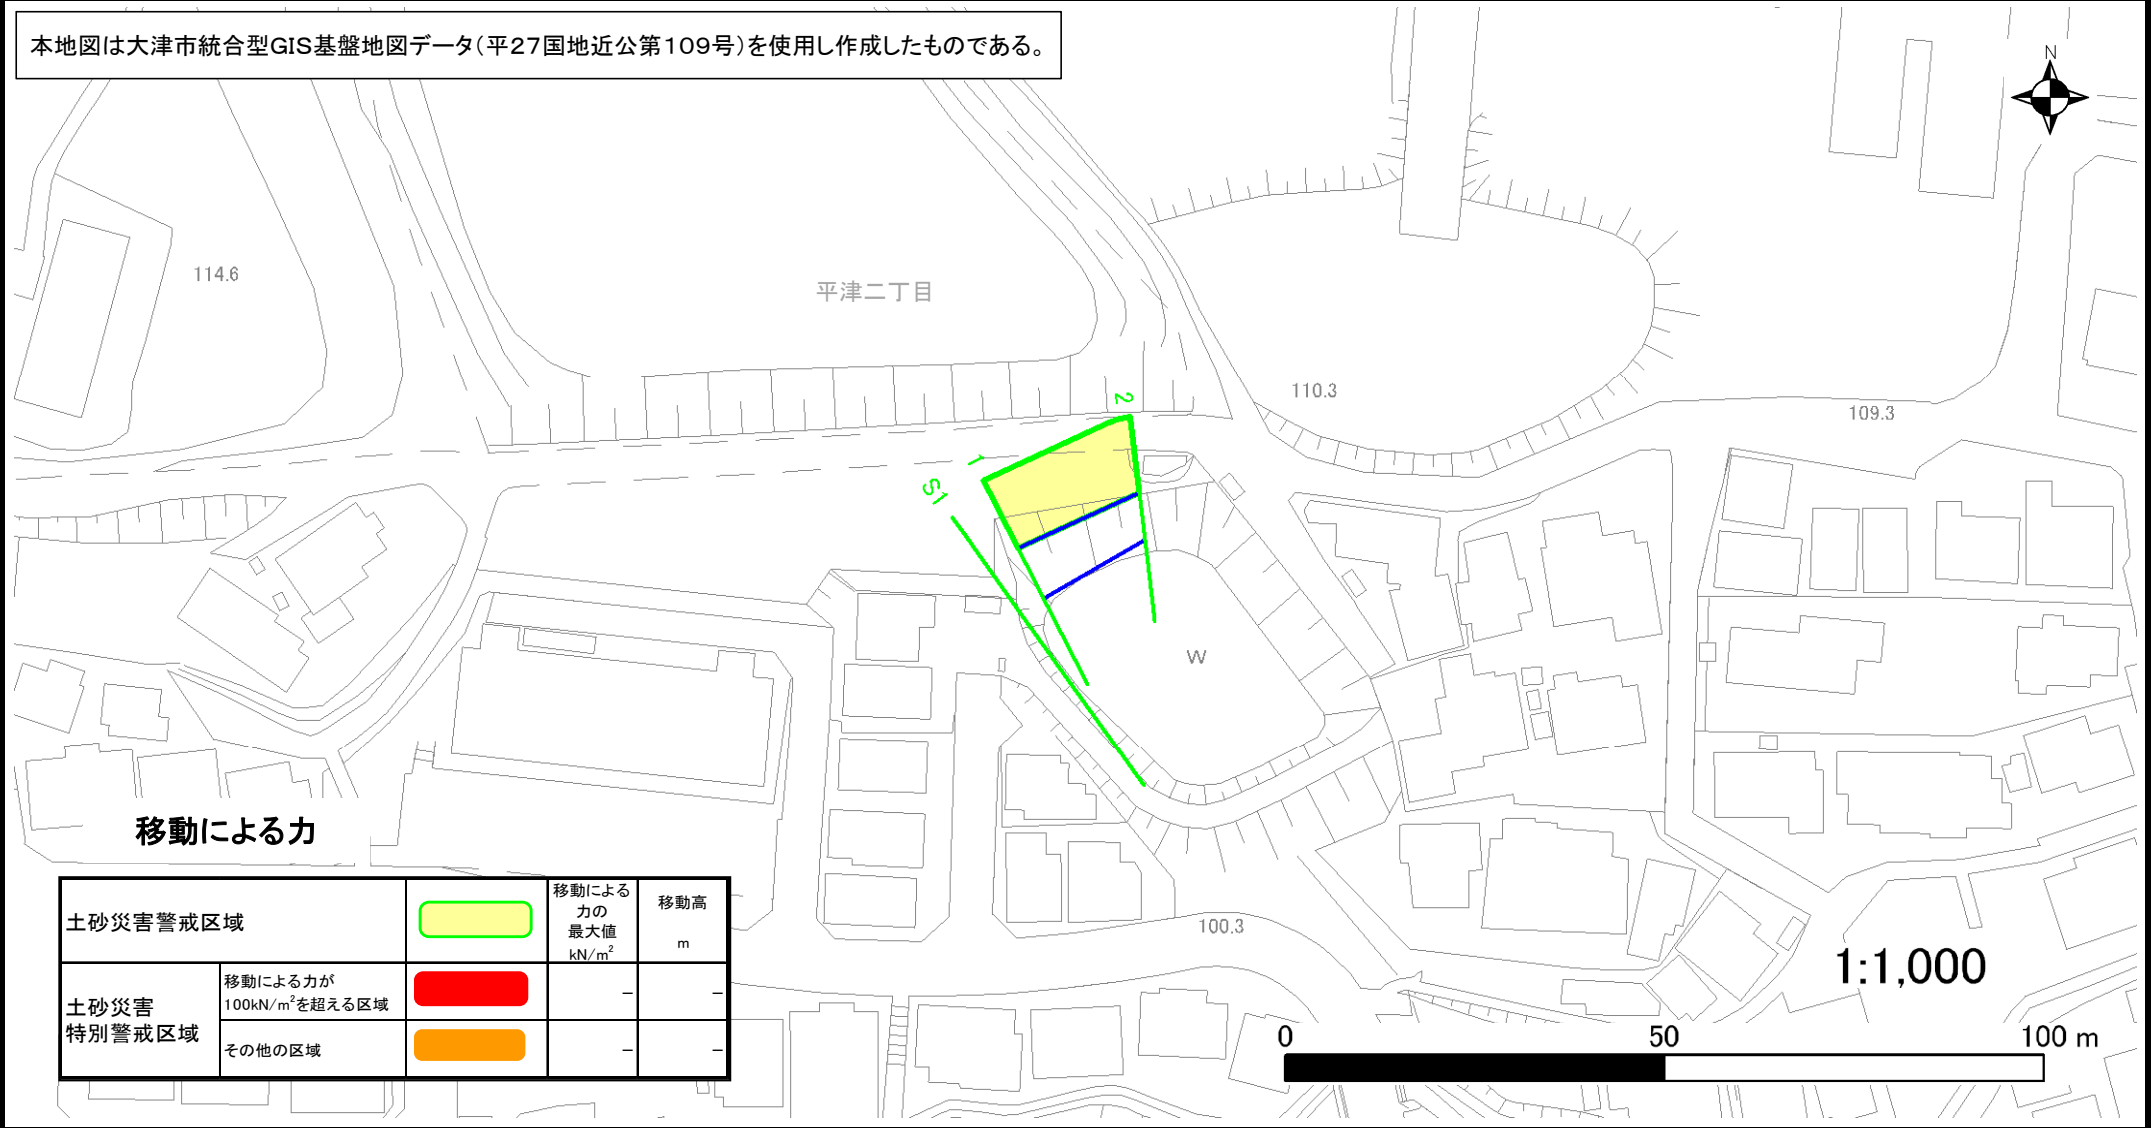 本地図は大津市統合型GIS基盤地図データ(平27国地近公第109号)を使用し作成したものである。
N
114.6
平津二丁目
110.3
109.3
2
1
S1
W
100.3
移動による力
土砂災害警戒区域
移動による
力の
最大値
kN/m²
移動高
m
土砂災害
特別警戒区域
移動による力が
100kN/m²を超える区域
－
－
その他の区域
－
－
1:1,000
0
50
100 m